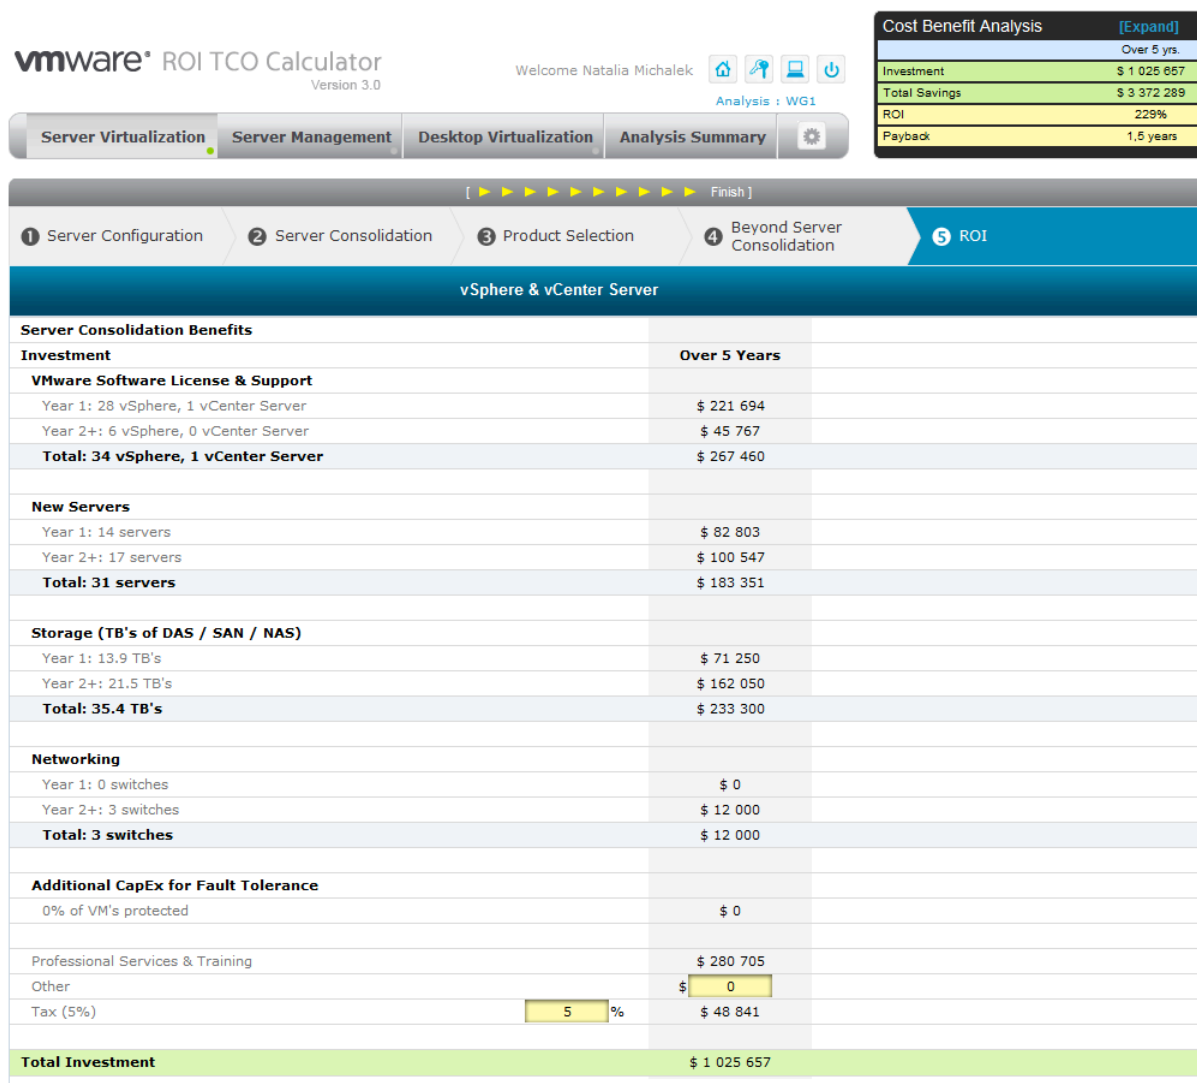 vmware® ROI TCO Calculator
Version 3.0
Welcome Natalia Michalek
Analysis : WG1
Cost Benefit Analysis [Expand]
Over 5 yrs.
Investment $ 1 025 657
Total Savings $ 3 372 289
ROI 229%
Payback 1,5 years
Server Virtualization Server Management Desktop Virtualization Analysis Summary
[ Finish ]
1 Server Configuration 2 Server Consolidation 3 Product Selection 4 Beyond Server Consolidation 5 ROI
vSphere & vCenter Server
Server Consolidation Benefits
Investment Over 5 Years
VMware Software License & Support
Year 1: 28 vSphere, 1 vCenter Server $ 221 694
Year 2+: 6 vSphere, 0 vCenter Server $ 45 767
Total: 34 vSphere, 1 vCenter Server $ 267 460
New Servers
Year 1: 14 servers $ 82 803
Year 2+: 17 servers $ 100 547
Total: 31 servers $ 183 351
Storage (TB's of DAS / SAN / NAS)
Year 1: 13.9 TB's $ 71 250
Year 2+: 21.5 TB's $ 162 050
Total: 35.4 TB's $ 233 300
Networking
Year 1: 0 switches $ 0
Year 2+: 3 switches $ 12 000
Total: 3 switches $ 12 000
Additional CapEx for Fault Tolerance
0% of VM's protected $ 0
Professional Services & Training $ 280 705
Other $ 0
Tax (5%) 5 % $ 48 841
Total Investment $ 1 025 657